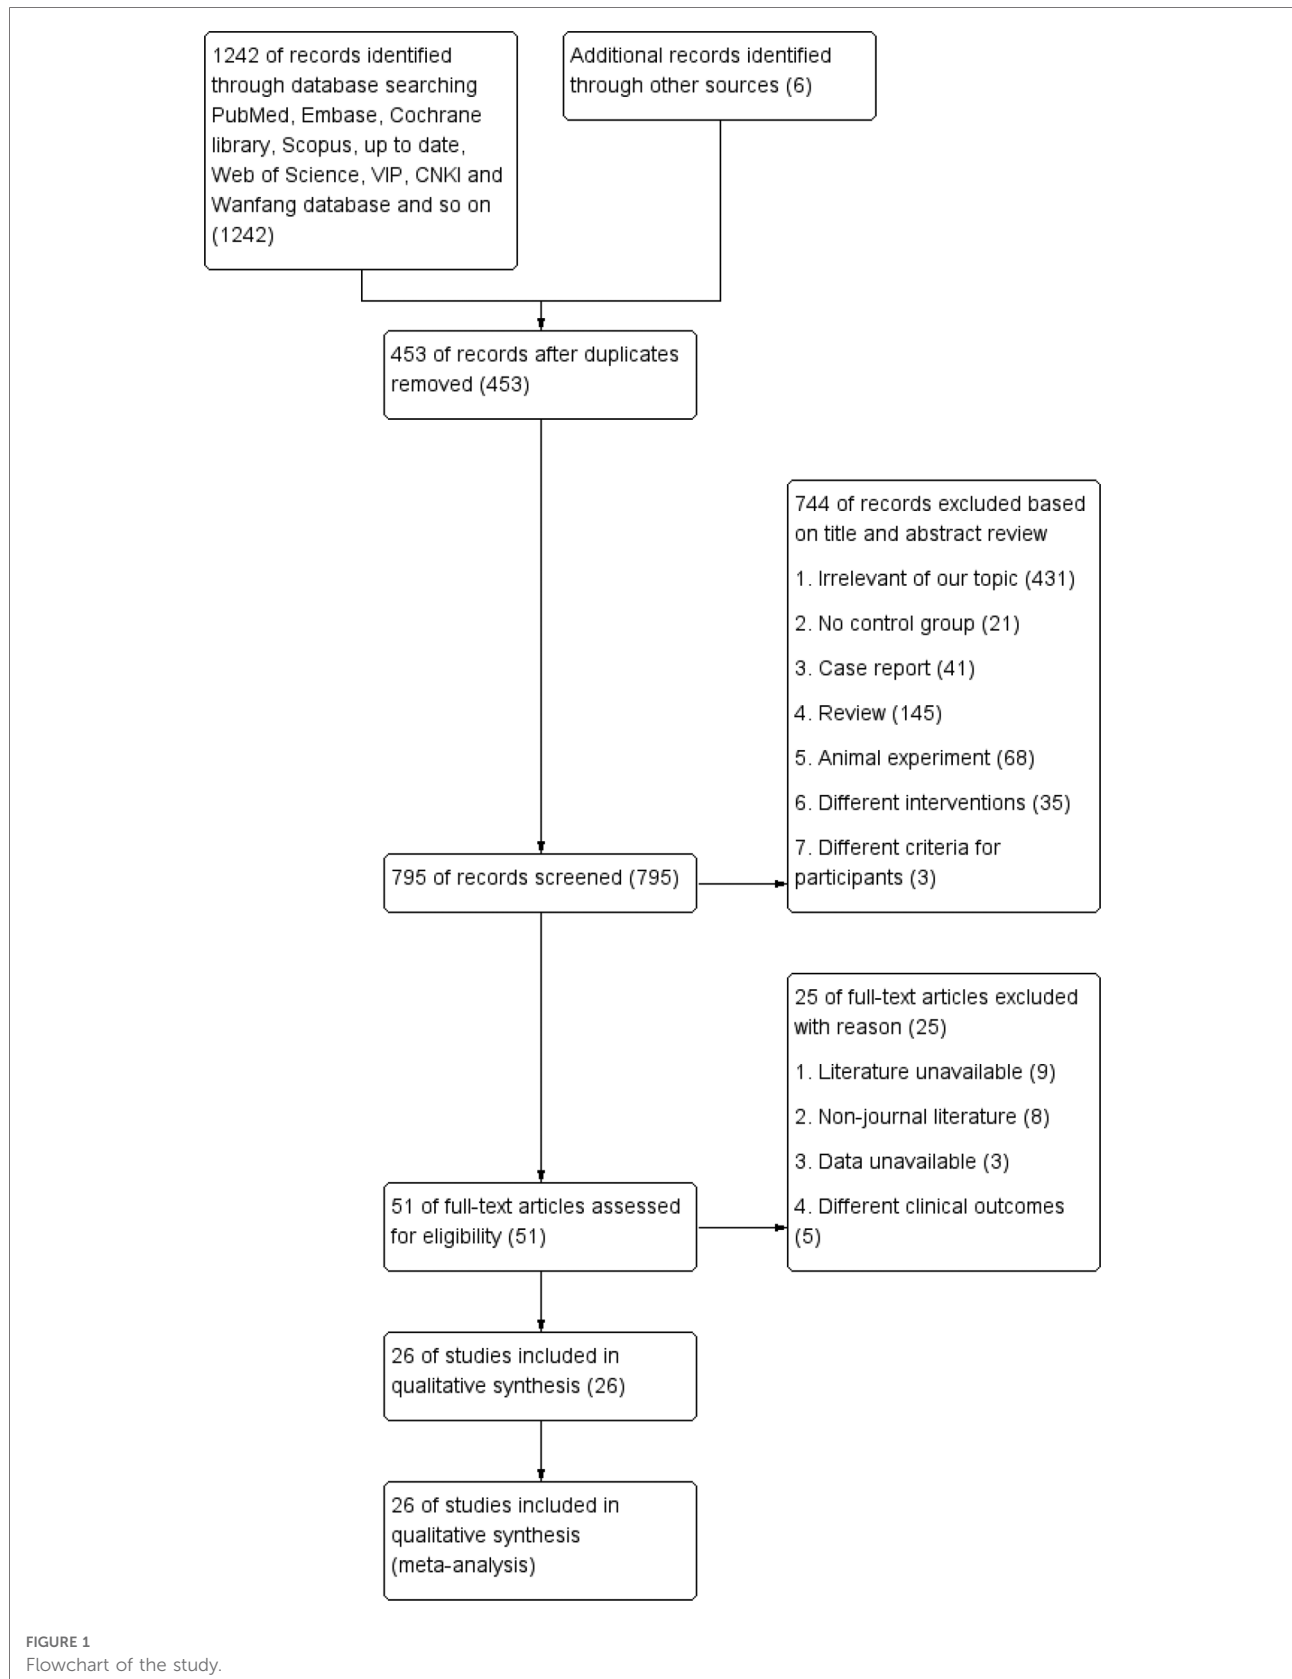 1242 of records identified
through database searching
PubMed, Embase, Cochrane
library, Scopus, up to date,
Web of Science, VIP, CNKI and
Wanfang database and so on
(1242)
Additional records identified
through other sources (6)
453 of records after duplicates
removed (453)
744 of records excluded based
on title and abstract review
1. Irrelevant of our topic (431)
2. No control group (21)
3. Case report (41)
4. Review (145)
5. Animal experiment (68)
6. Different interventions (35)
7. Different criteria for
participants (3)
795 of records screened (795)
25 of full-text articles excluded
with reason (25)
1. Literature unavailable (9)
2. Non-journal literature (8)
3. Data unavailable (3)
4. Different clinical outcomes
(5)
51 of full-text articles assessed
for eligibility (51)
26 of studies included in
qualitative synthesis (26)
26 of studies included in
qualitative synthesis
(meta-analysis)
FIGURE 1
Flowchart of the study.